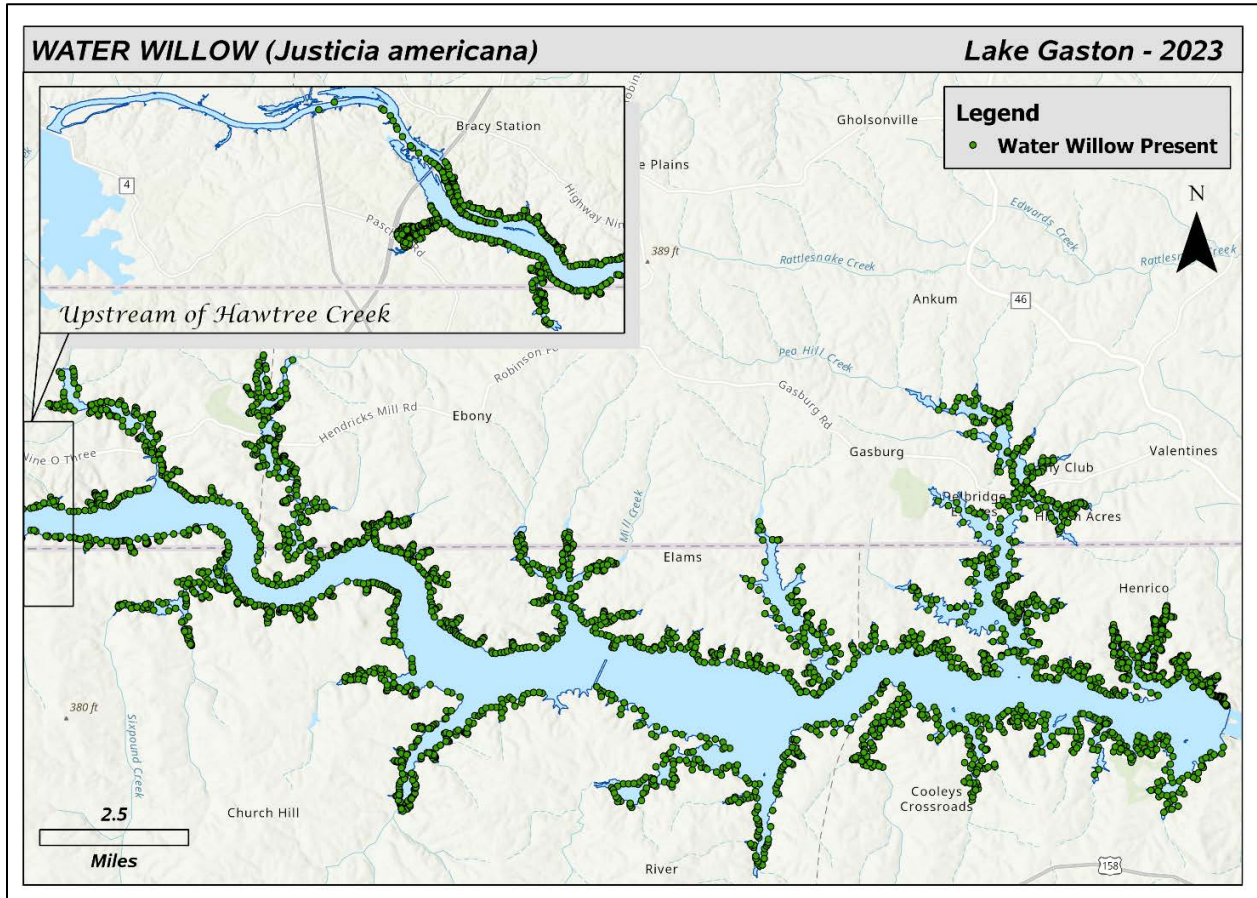 WATER WILLOW (Justicia americana)
Lake Gaston - 2023
Legend
Water Willow Present
N
Bracy Station
4
Highway Nin
Rd
Upstream of Hawtree Creek
Gholsonville
e Plains
Edwards Creek
389 ft
Rattlesnake Creek
Ankum
46
Pea Hill Creek
Gasburg Rd
Hendricks Mill Rd
Ebony
Gasburg
Valentines
Nine O Three
Club
Acres
Mill Creek
Elams
Henrico
380 ft
Sixpound Creek
2.5
Miles
Church Hill
Cooleys
Crossroads
River
158